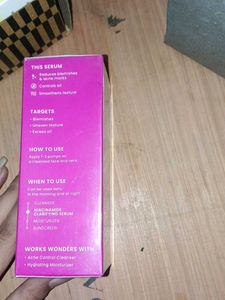 THIS SERUM
Reduces blemishes
& acne marks
Controls oil
Smoothens texture
TARGETS
• Blemishes
• Uneven texture
• Excess oil
HOW TO USE
Apply 2-3 pumps on
a cleansed face and neck
WHEN TO USE
Can be used daily
in the morning and at night
CLEANSER
NIACINAMIDE
CLARIFYING SERUM
MOISTURIZER
SUNSCREEN
WORKS WONDERS WITH
• Acne Control Cleanser
• Hydrating Moisturizer